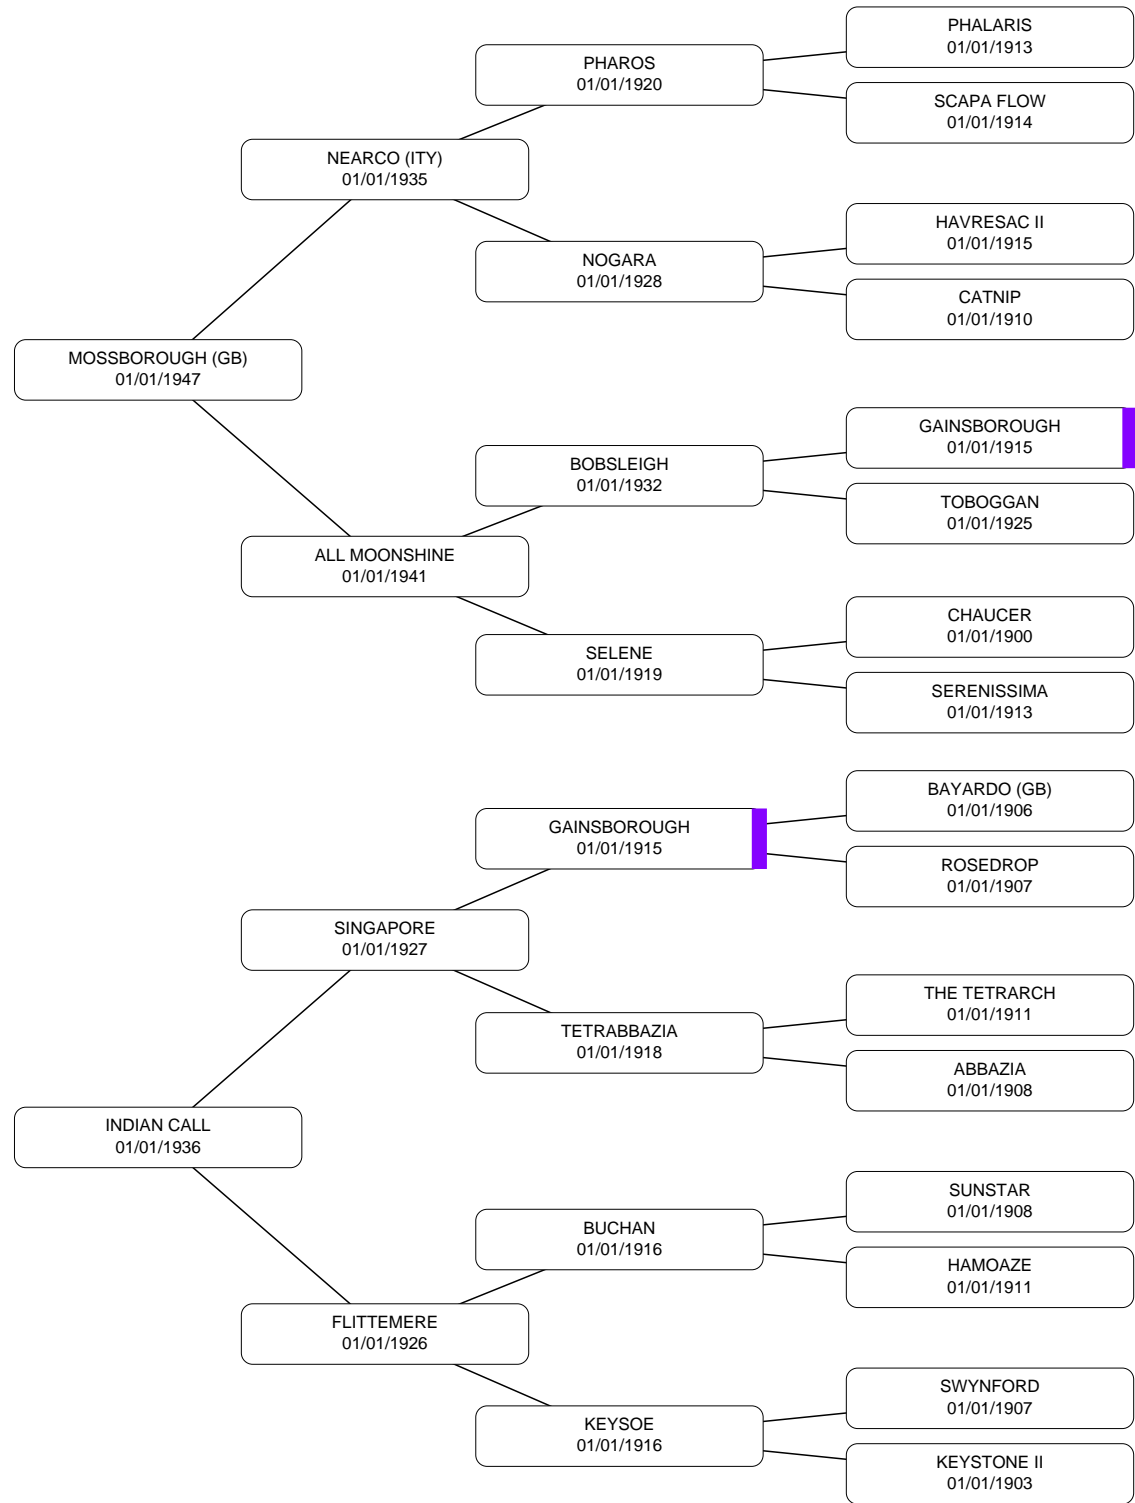 PHALARIS
01/01/1913
PHAROS
01/01/1920
SCAPA FLOW
01/01/1914
NEARCO (ITY)
01/01/1935
HAVRESAC II
01/01/1915
NOGARA
01/01/1928
CATNIP
01/01/1910
MOSSBOROUGH (GB)
01/01/1947
GAINSBOROUGH
01/01/1915
BOBSLEIGH
01/01/1932
TOBOGGAN
01/01/1925
ALL MOONSHINE
01/01/1941
CHAUCER
01/01/1900
SELENE
01/01/1919
SERENISSIMA
01/01/1913
BAYARDO (GB)
01/01/1906
GAINSBOROUGH
01/01/1915
ROSEDROP
01/01/1907
SINGAPORE
01/01/1927
THE TETRARCH
01/01/1911
TETRABBAZIA
01/01/1918
ABBAZIA
01/01/1908
INDIAN CALL
01/01/1936
SUNSTAR
01/01/1908
BUCHAN
01/01/1916
HAMOAZE
01/01/1911
FLITTEMERE
01/01/1926
SWYNFORD
01/01/1907
KEYSOE
01/01/1916
KEYSTONE II
01/01/1903